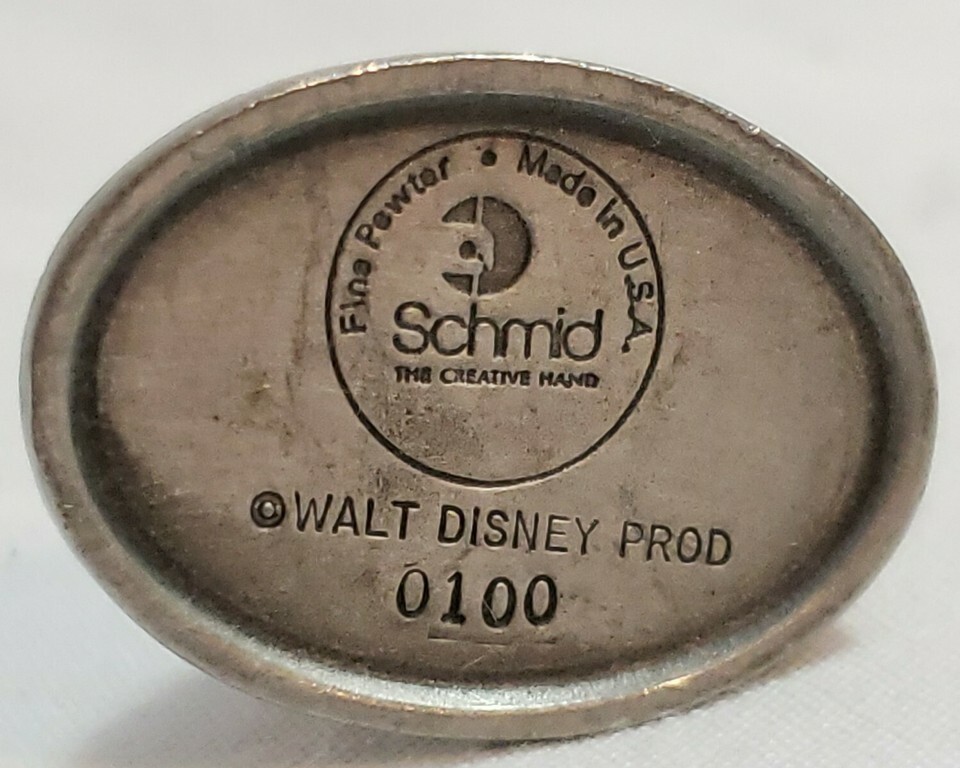 Fine Pewter • Made In U.S.A.
Schmid
THE CREATIVE HAND
©WALT DISNEY PROD
0100